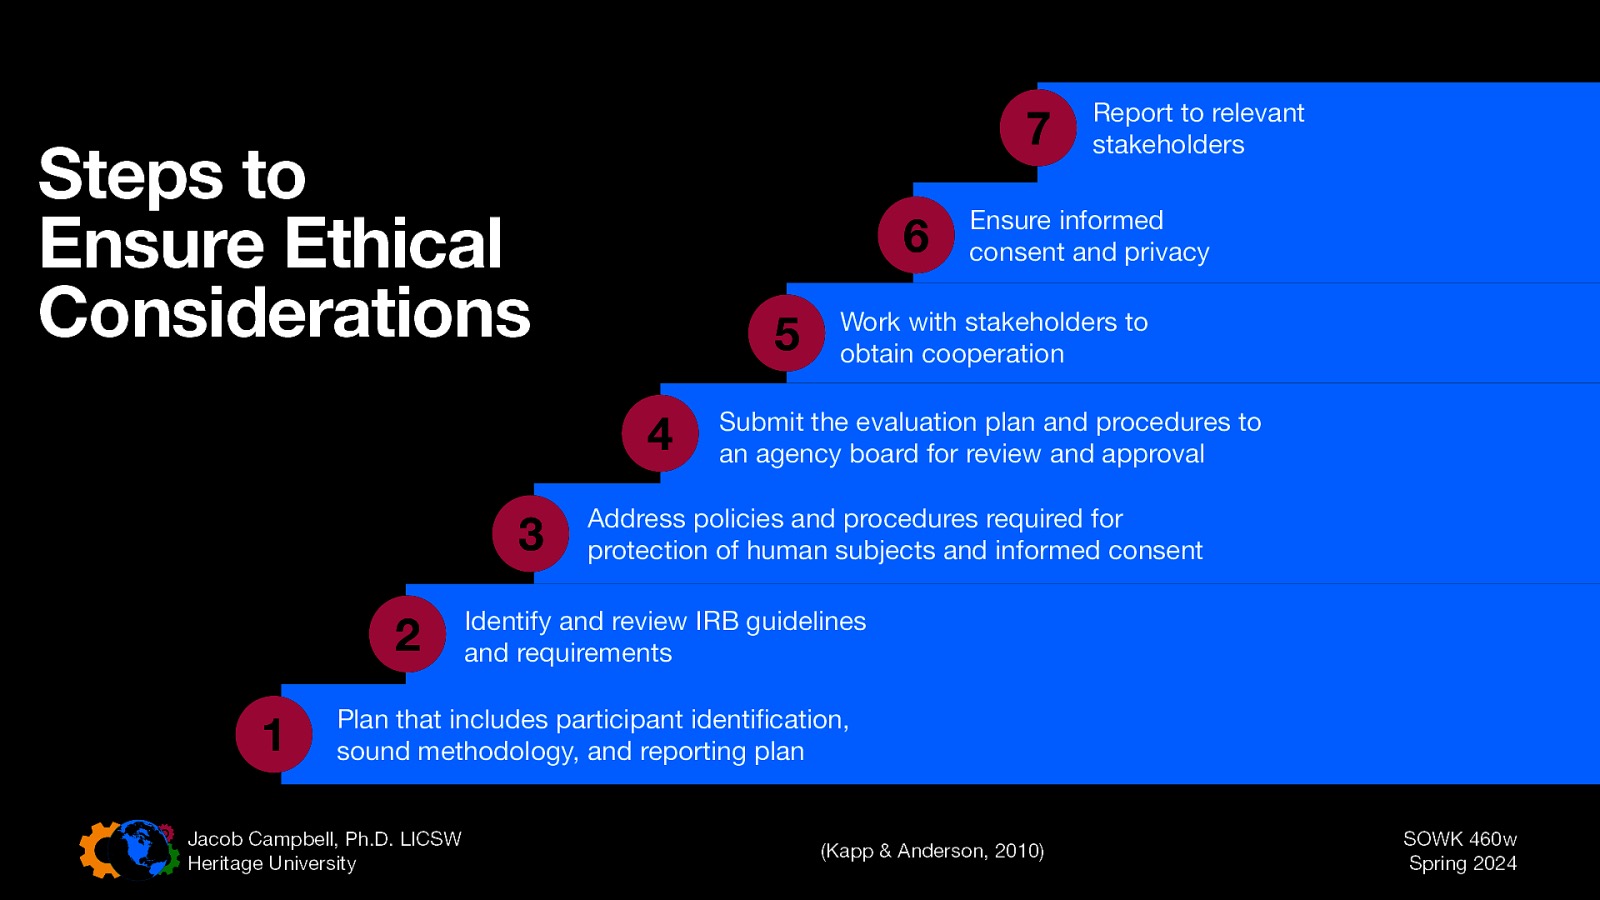 Steps to
Ensure Ethical
Considerations
7
Report to relevant
stakeholders
6
Ensure informed
consent and privacy
5
Work with stakeholders to
obtain cooperation
4
Submit the evaluation plan and procedures to
an agency board for review and approval
3
Address policies and procedures required for
protection of human subjects and informed consent
2
Identify and review IRB guidelines
and requirements
1
Plan that includes participant identification,
sound methodology, and reporting plan
Jacob Campbell, Ph.D. LICSW
Heritage University
(Kapp & Anderson, 2010)
SOWK 460w
Spring 2024